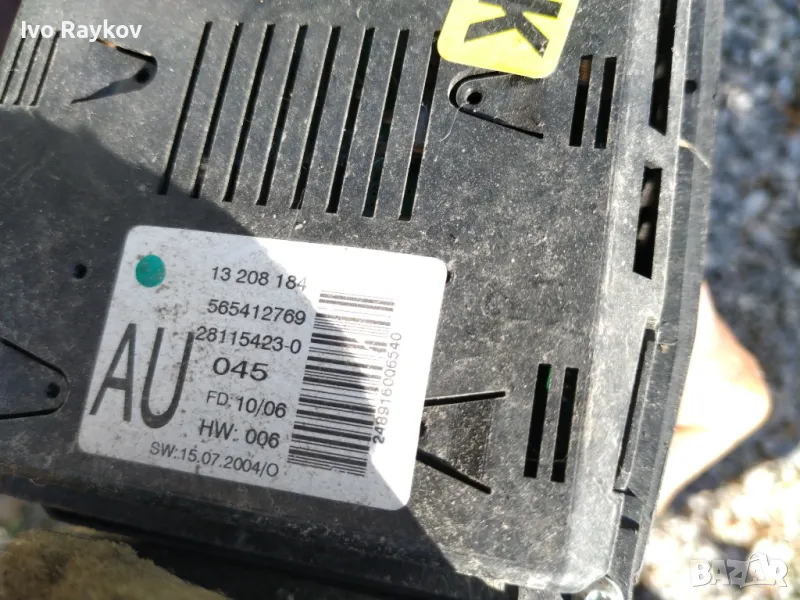 Ivo Raykov
K
13 208 184
565412769
28115423-0
AU
045
FD: 10/06
HW: 006
SW:15.07.2004/O
2489916006540
BAZAR